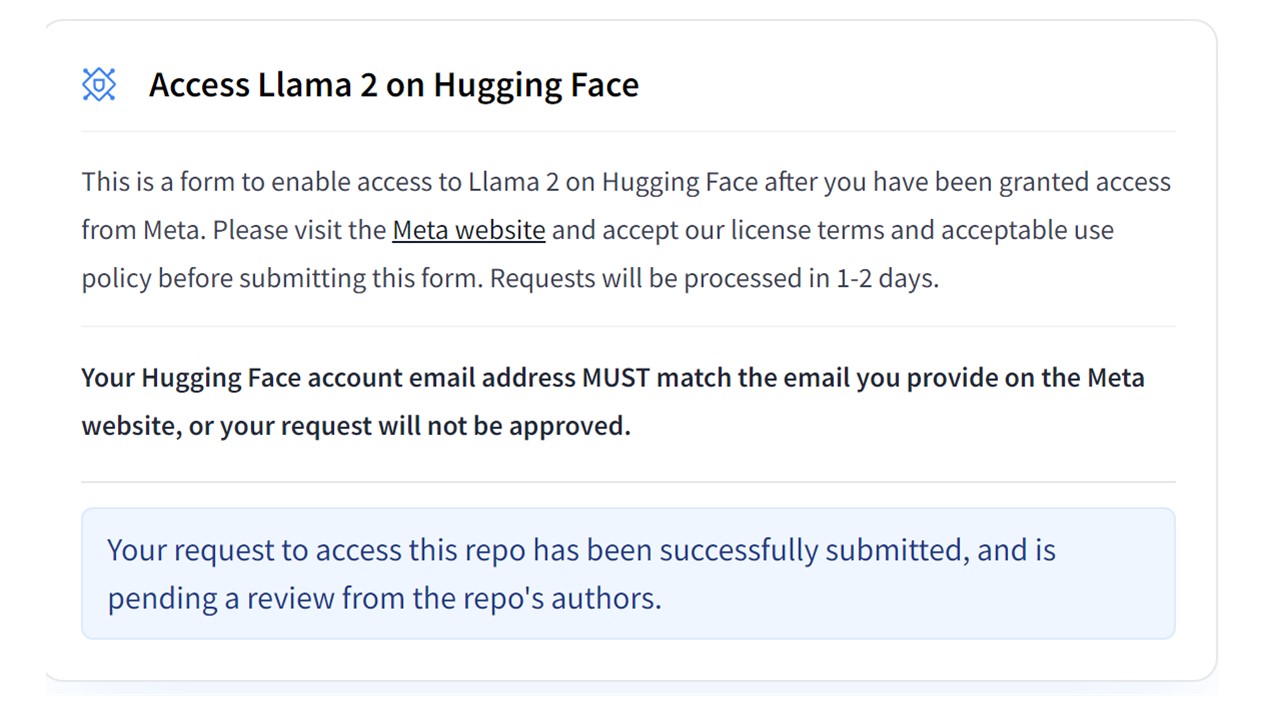 Access Llama 2 on Hugging Face
This is a form to enable access to Llama 2 on Hugging Face after you have been granted access
from Meta. Please visit the Meta website and accept our license terms and acceptable use
policy before submitting this form. Requests will be processed in 1-2 days.
Your Hugging Face account email address MUST match the email you provide on the Meta
website, or your request will not be approved.
Your request to access this repo has been successfully submitted, and is
pending a review from the repo's authors.